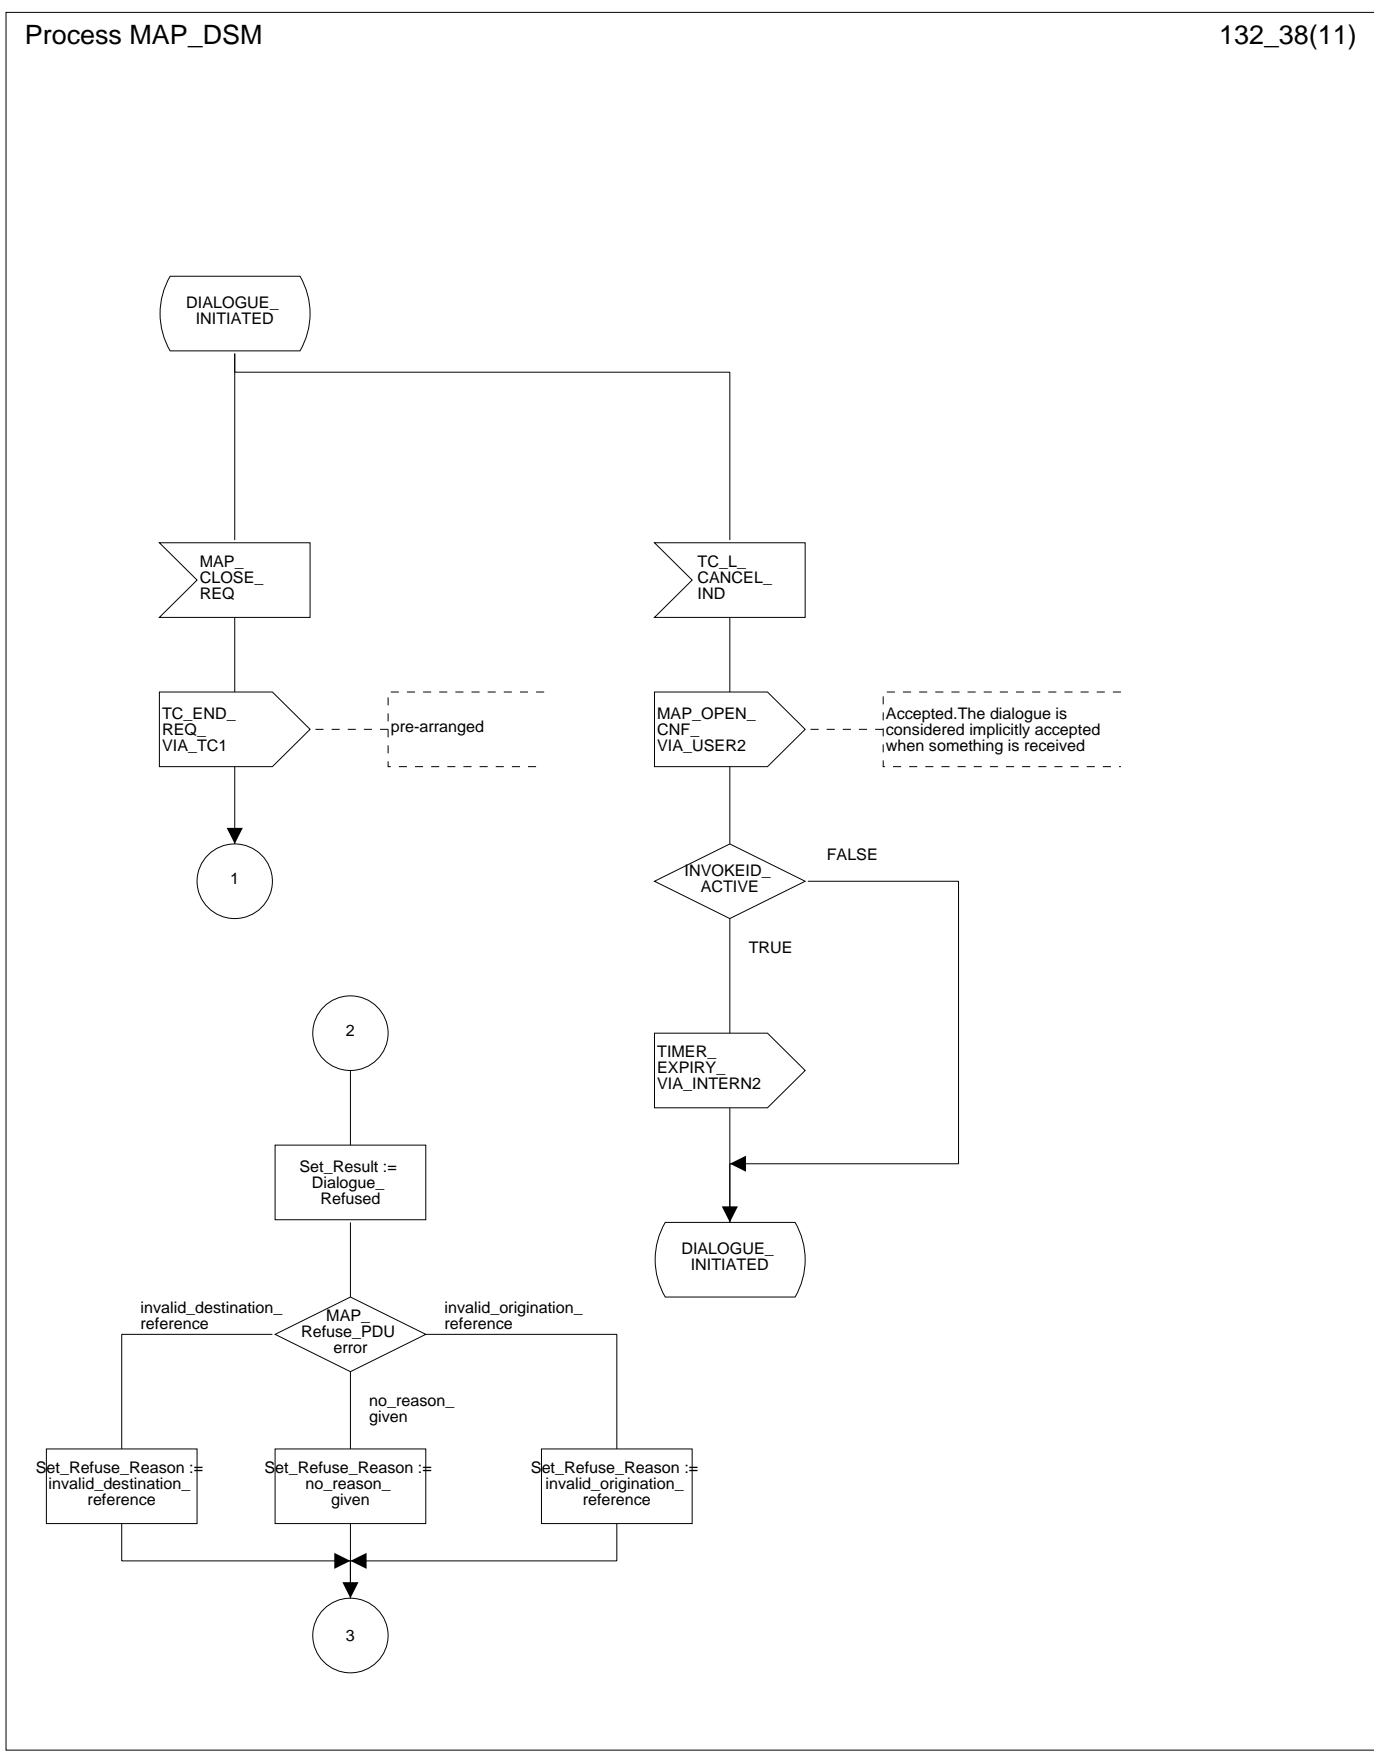 Process MAP_DSM
132_38(11)
DIALOGUE_
INITIATED
MAP_
CLOSE_
REQ
TC_L_
CANCEL_
IND
TC_END_
REQ_
VIA_TC1
pre-arranged
MAP_OPEN_
CNF_
VIA_USER2
Accepted.The dialogue is
considered implicitly accepted
when something is received
1
INVOKEID_
ACTIVE
FALSE
TRUE
2
TIMER_
EXPIRY_
VIA_INTERN2
Set_Result :=
Dialogue_
Refused
DIALOGUE_
INITIATED
invalid_destination_
reference
MAP_
Refuse_PDU
error
invalid_origination_
reference
no_reason_
given
Set_Refuse_Reason :=
invalid_destination_
reference
Set_Refuse_Reason :=
no_reason_
given
Set_Refuse_Reason :=
invalid_origination_
reference
3